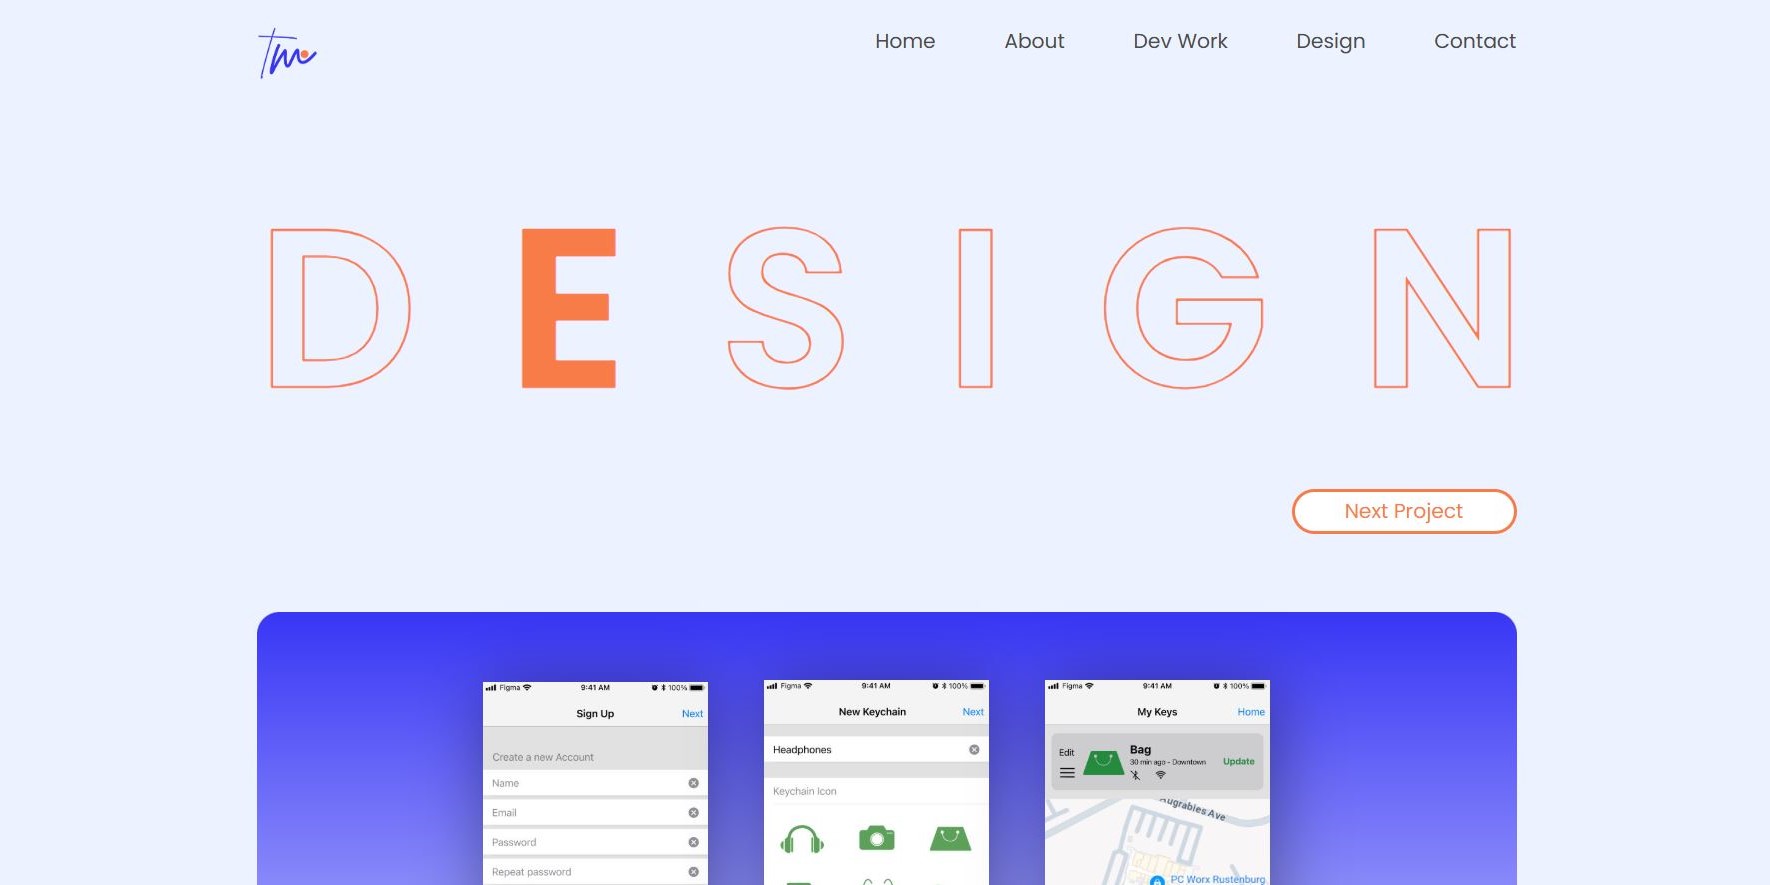 Tm
Home About Dev Work Design Contact
DESIGN
Next Project
Figma 9:41 AM 100%
Sign Up Next
Create a new Account
Name
Email
Password
Repeat password
Figma 9:41 AM 100%
New Keychain Next
Headphones
Keychain Icon
Figma 9:41 AM 100%
My Keys Home
Edit
Bag
30 min ago - Downtown
Update
Augrabies Ave
PC Worx Rustenburg